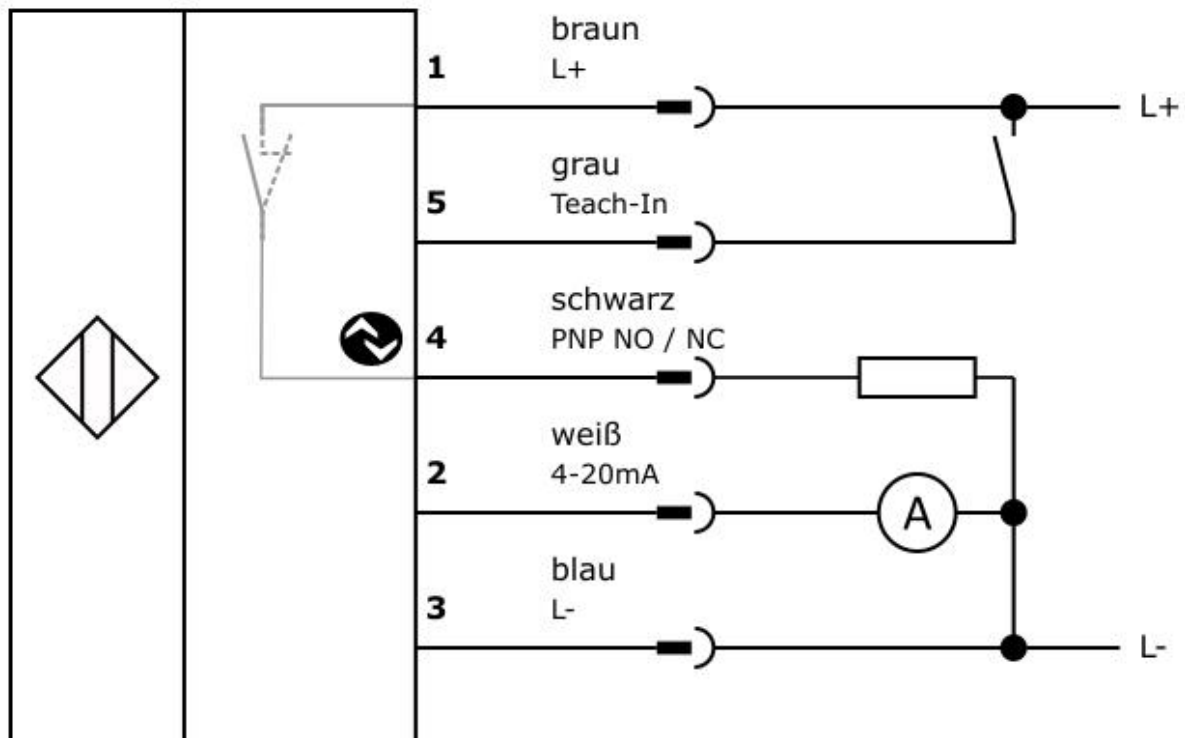 braun
1 L+
L+
grau
5 Teach-In
schwarz
4 PNP NO / NC
weiß
2 4-20mA
A
blau
3 L-
L-